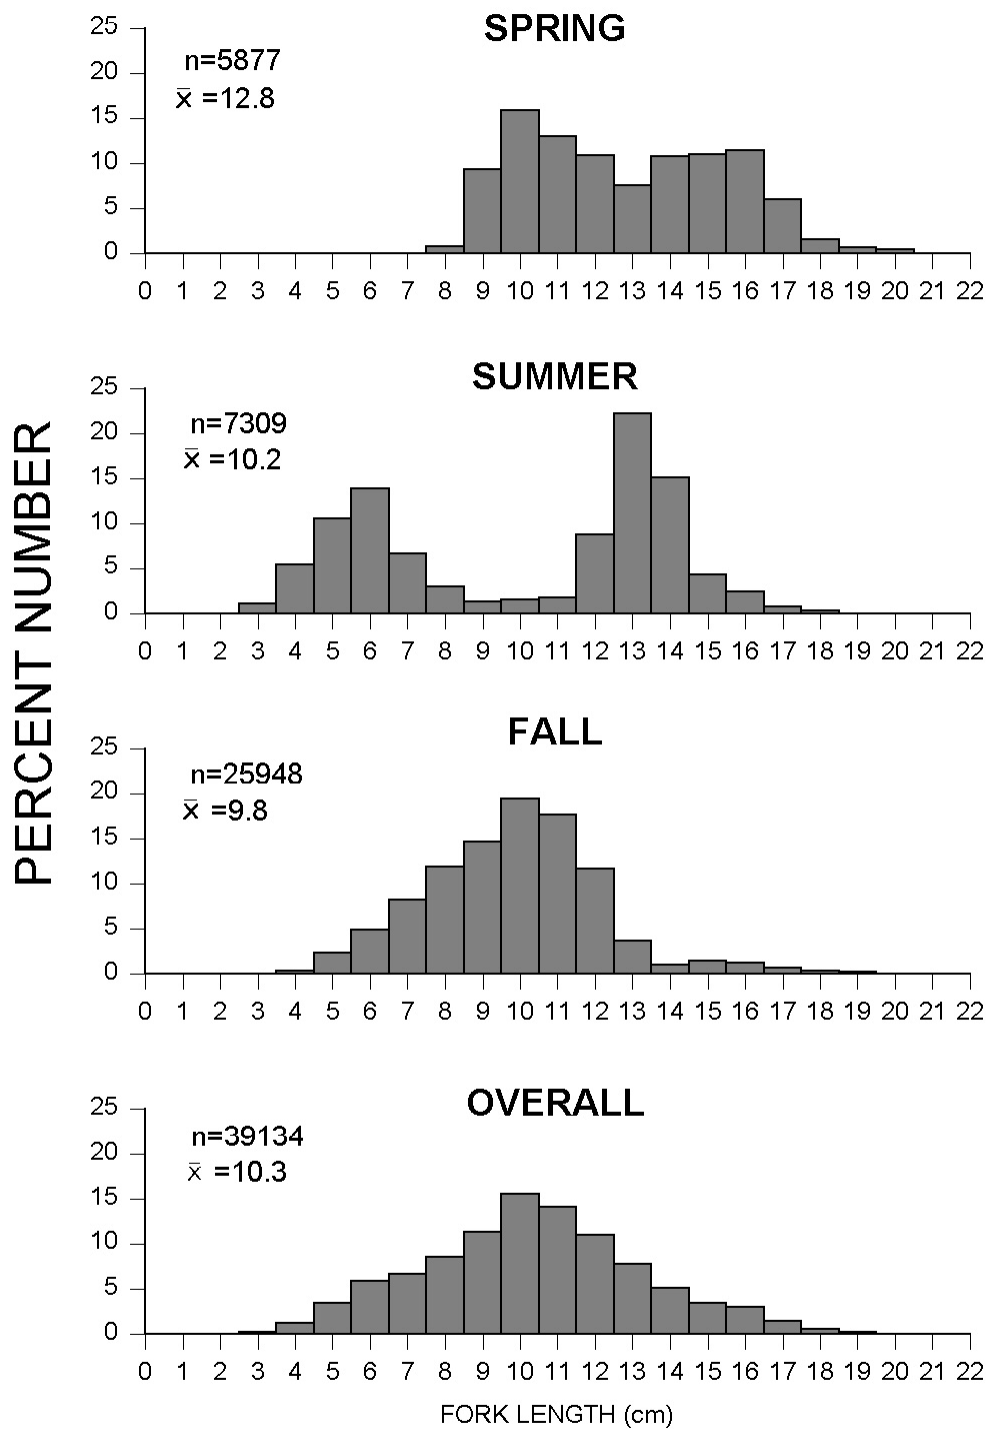 SPRING
25
20
15
10
5
0
n=5877
x̄ =12.8
0 1 2 3 4 5 6 7 8 9 10 11 12 13 14 15 16 17 18 19 20 21 22
PERCENT NUMBER
SUMMER
25
20
15
10
5
0
n=7309
x̄ =10.2
0 1 2 3 4 5 6 7 8 9 10 11 12 13 14 15 16 17 18 19 20 21 22
FALL
25
20
15
10
5
0
n=25948
x̄ =9.8
0 1 2 3 4 5 6 7 8 9 10 11 12 13 14 15 16 17 18 19 20 21 22
OVERALL
25
20
15
10
5
0
n=39134
x̄ =10.3
0 1 2 3 4 5 6 7 8 9 10 11 12 13 14 15 16 17 18 19 20 21 22
FORK LENGTH (cm)